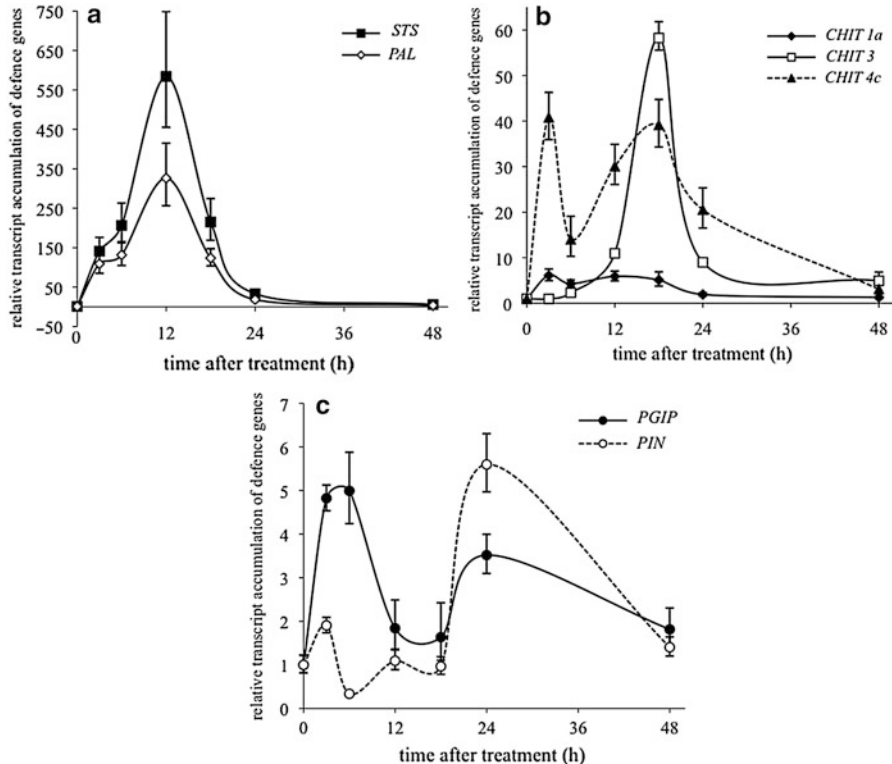 a
relative transcript accumulation of defence genes
750
650
550
450
350
250
150
50
−50
STS
PAL
0
12
24
36
48
time after treatment (h)
b
relative transcript accumulation of defence genes
60
50
40
30
20
10
0
CHIT 1a
CHIT 3
CHIT 4c
0
12
24
36
48
time after treatment (h)
c
relative transcript accumulation of defence genes
7
6
5
4
3
2
1
0
PGIP
PIN
0
12
24
36
48
time after treatment (h)